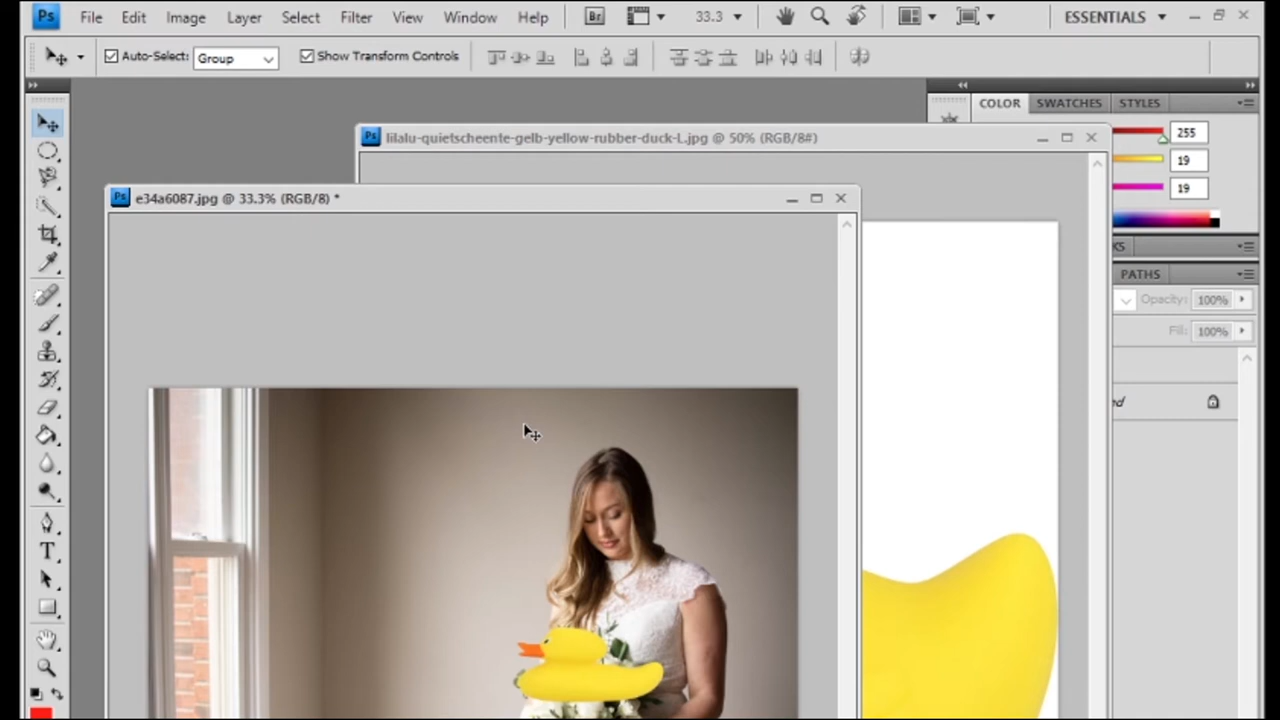 Ps File Edit Image Layer Select Filter View Window Help Br 33.3 ESSENTIALS
Auto-Select: Group Show Transform Controls
COLOR SWATCHES STYLES
Ps lilalu-quietscheente-gelb-yellow-rubber-duck-L.jpg @ 50% (RGB/8#)
255
19
19
Ps e34a6087.jpg @ 33.3% (RGB/8) *
KS
PATHS
Opacity: 100%
Fill: 100%
ed
T